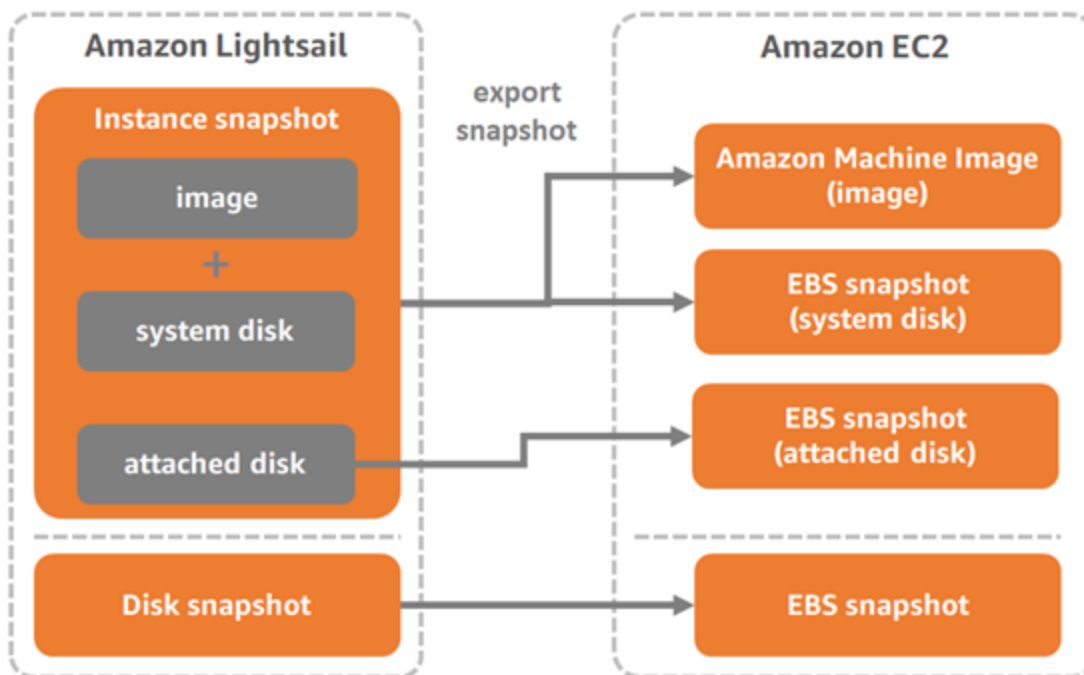 Amazon Lightsail
Instance snapshot
image
+
system disk
attached disk
Disk snapshot
export
snapshot
Amazon EC2
Amazon Machine Image
(image)
EBS snapshot
(system disk)
EBS snapshot
(attached disk)
EBS snapshot